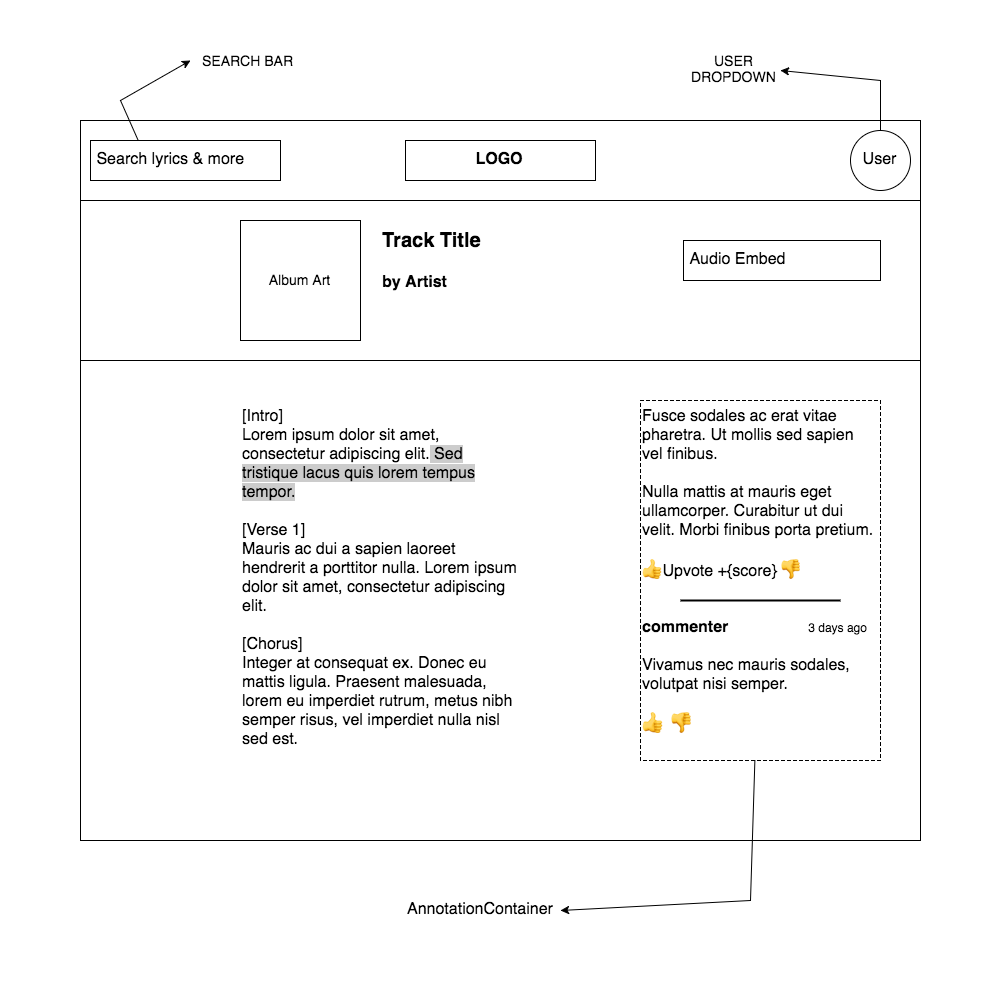 SEARCH BAR
USER
DROPDOWN
Search lyrics & more
LOGO
User
Album Art
Track Title
by Artist
Audio Embed
[Intro]
Lorem ipsum dolor sit amet,
consectetur adipiscing elit. Sed
tristique lacus quis lorem tempus
tempor.
[Verse 1]
Mauris ac dui a sapien laoreet
hendrerit a porttitor nulla. Lorem ipsum
dolor sit amet, consectetur adipiscing
elit.
[Chorus]
Integer at consequat ex. Donec eu
mattis ligula. Praesent malesuada,
lorem eu imperdiet rutrum, metus nibh
semper risus, vel imperdiet nulla nisl
sed est.
Fusce sodales ac erat vitae
pharetra. Ut mollis sed sapien
vel finibus.
Nulla mattis at mauris eget
ullamcorper. Curabitur ut dui
velit. Morbi finibus porta pretium.
👍Upvote +{score} 👎
commenter 3 days ago
Vivamus nec mauris sodales,
volutpat nisi semper.
👍 👎
AnnotationContainer